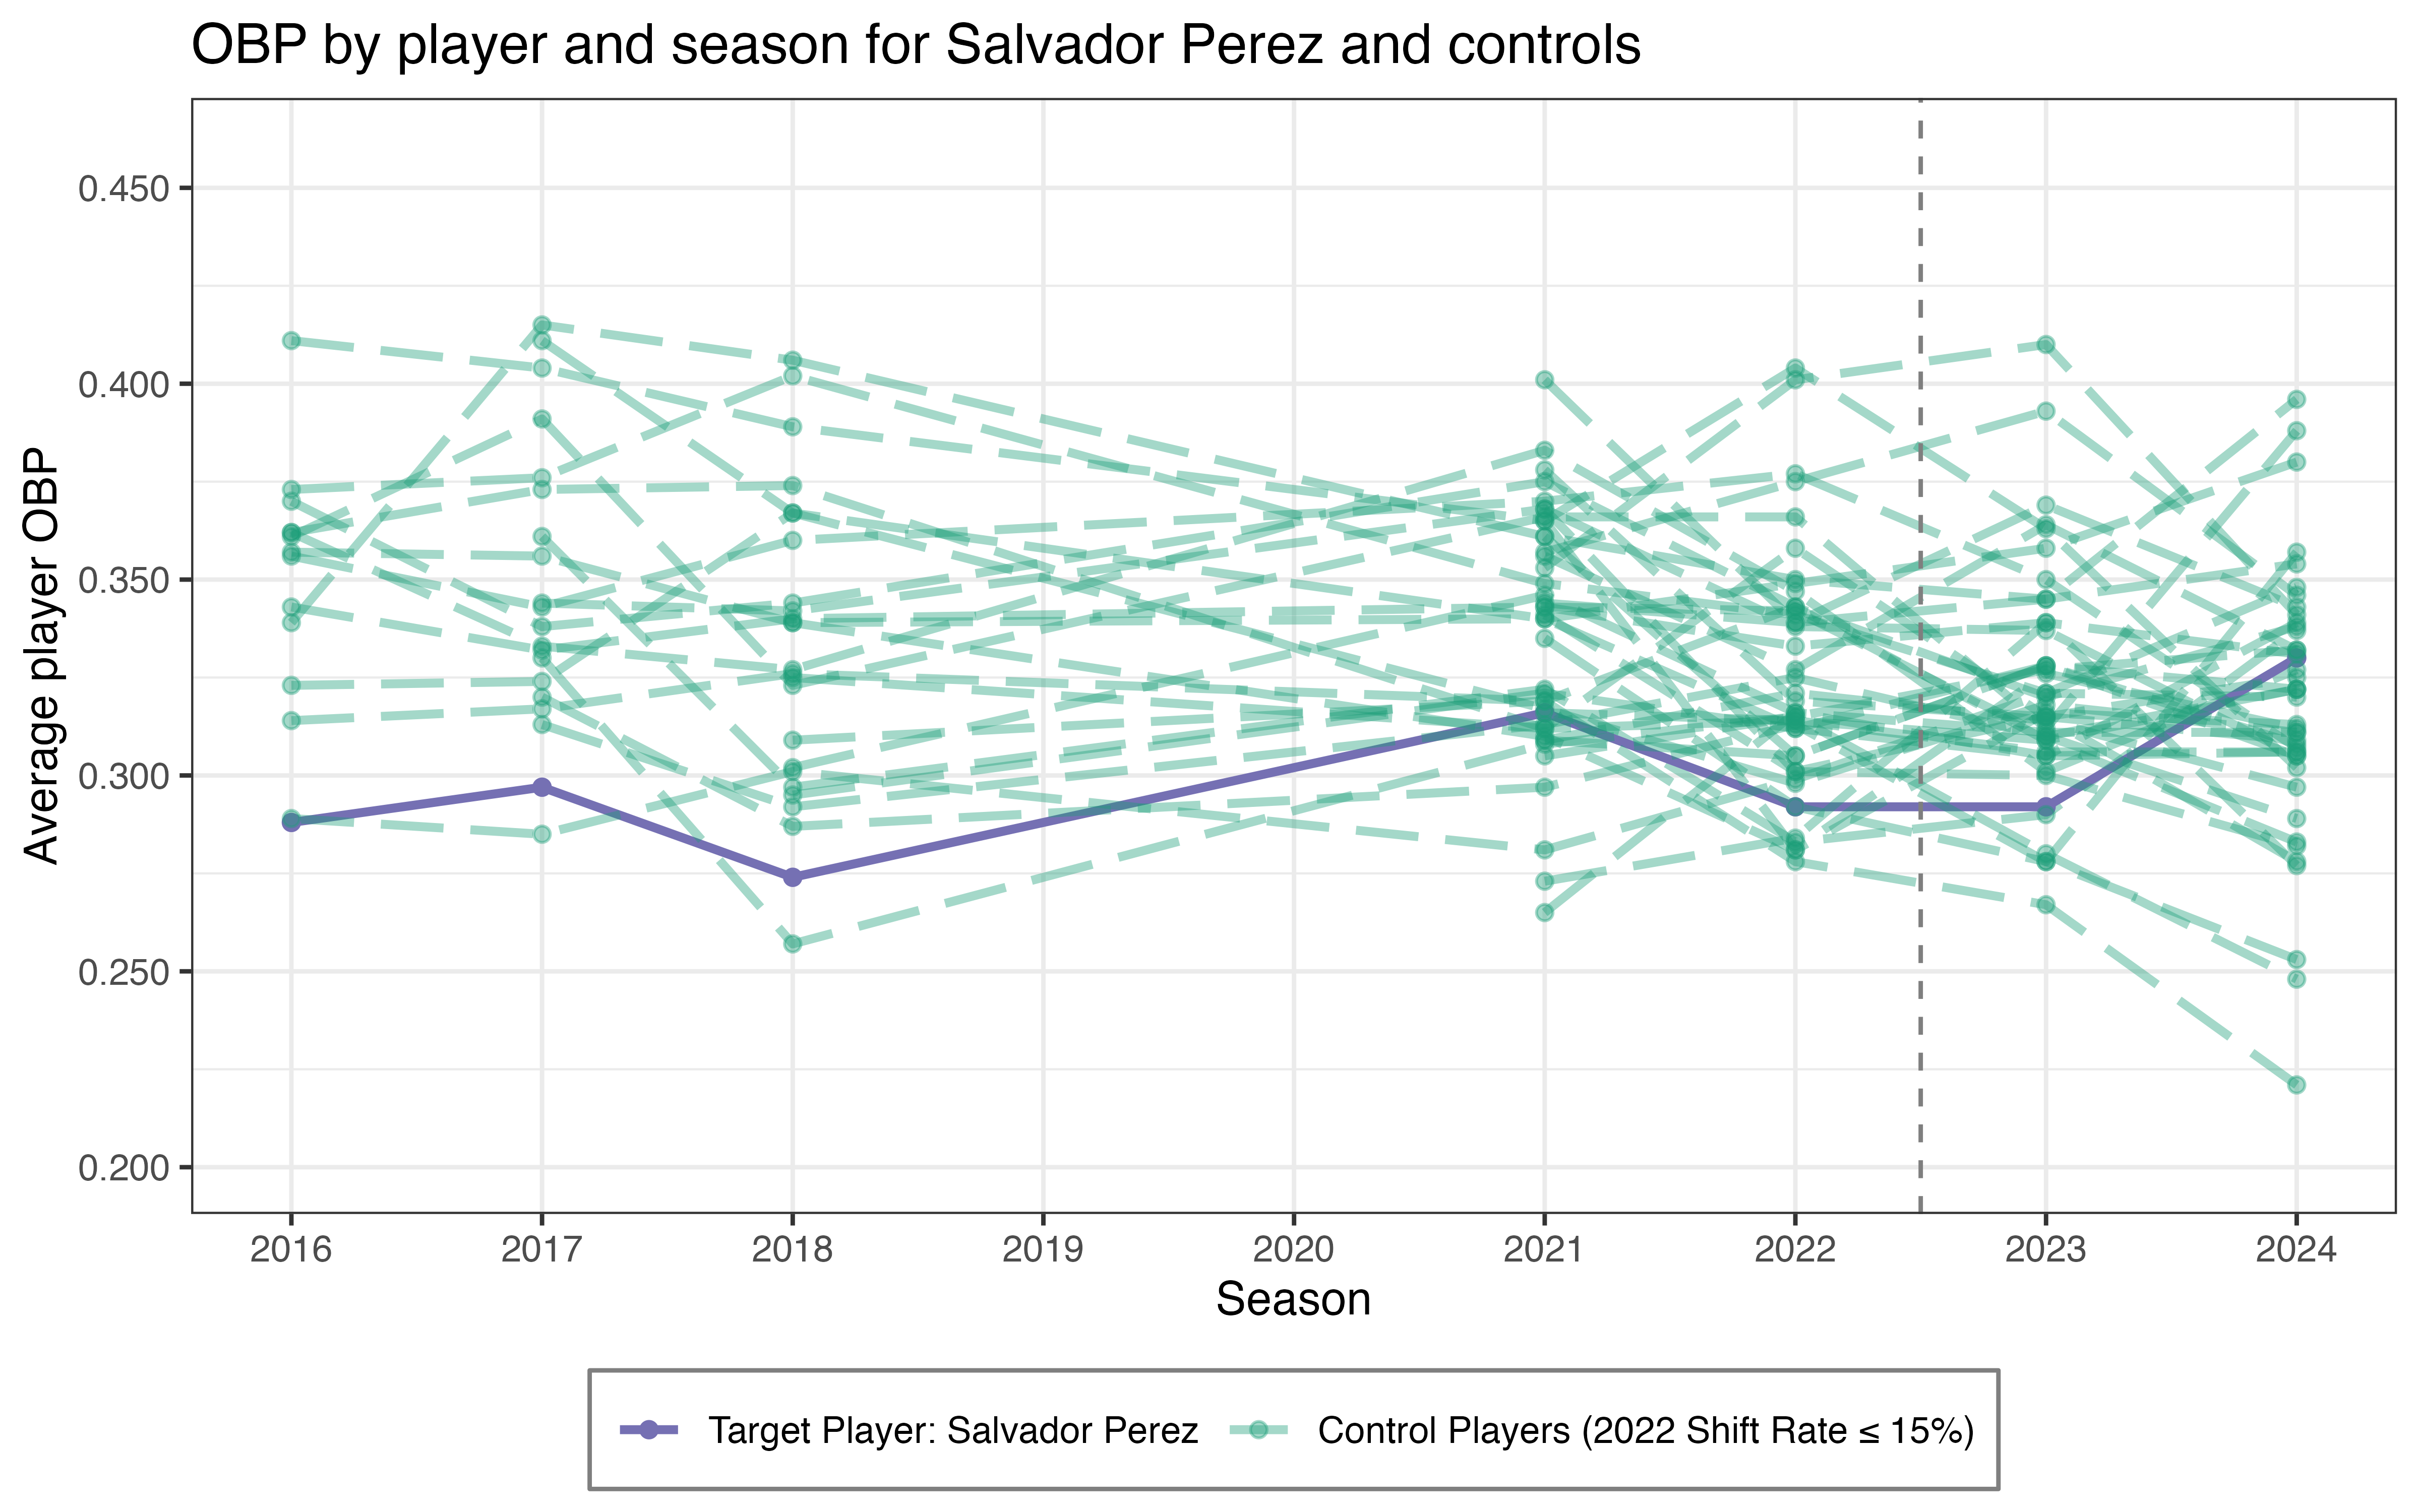 OBP by player and season for Salvador Perez and controls
Average player OBP
0.450
0.400
0.350
0.300
0.250
0.200
2016 2017 2018 2019 2020 2021 2022 2023 2024
Season
Target Player: Salvador Perez Control Players (2022 Shift Rate ≤ 15%)